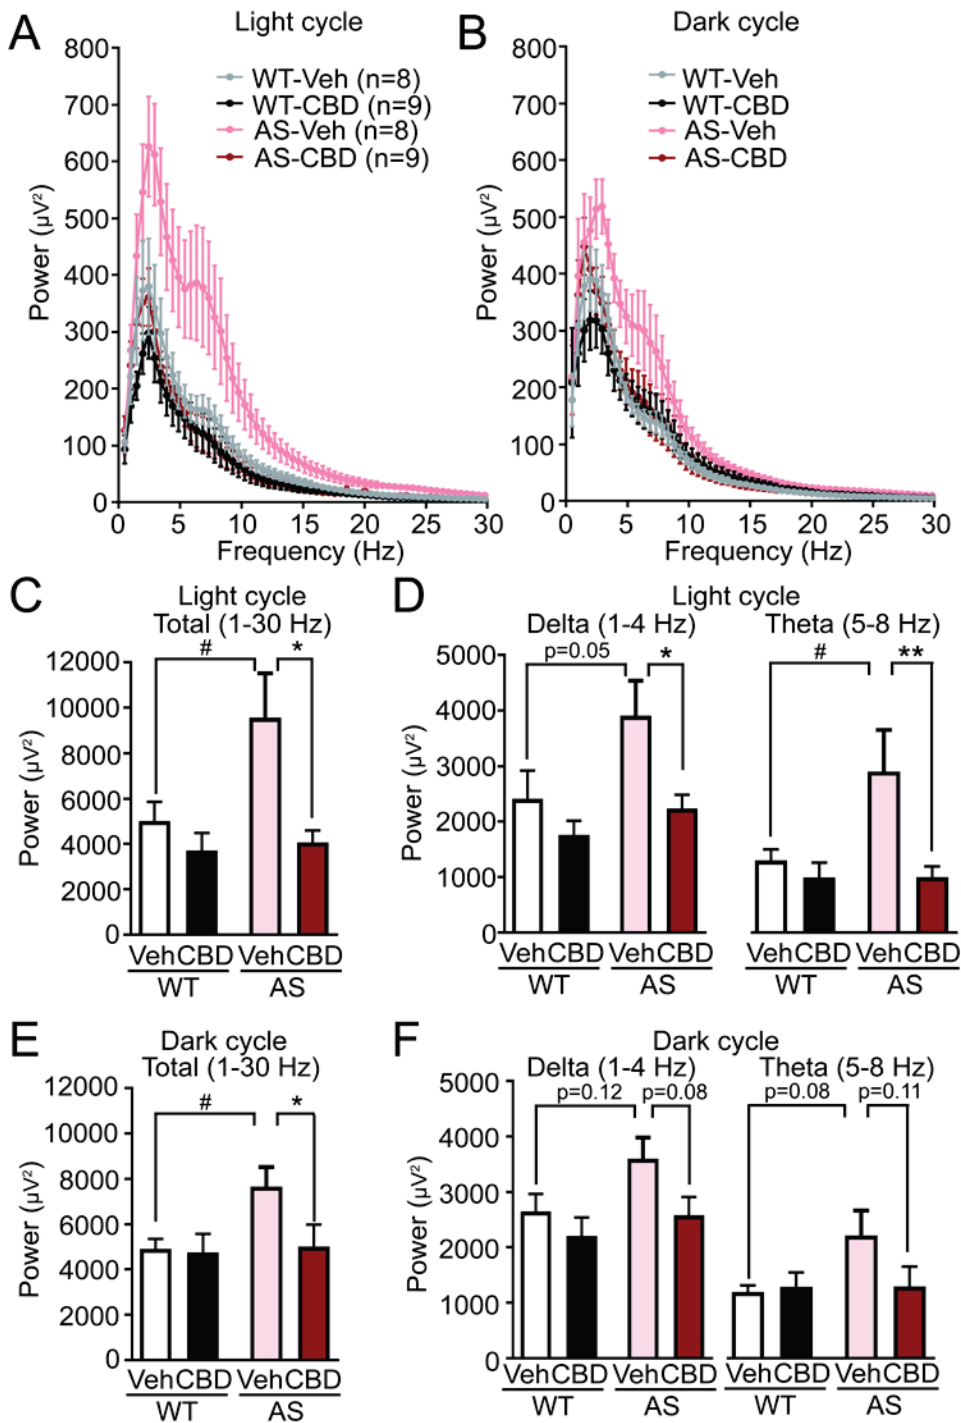 A
Light cycle
800
700
600
500
400
300
200
100
0
Power (µV²)
WT-Veh (n=8)
WT-CBD (n=9)
AS-Veh (n=8)
AS-CBD (n=9)
0 5 10 15 20 25 30
Frequency (Hz)
B
Dark cycle
800
700
600
500
400
300
200
100
0
Power (µV²)
WT-Veh
WT-CBD
AS-Veh
AS-CBD
0 5 10 15 20 25 30
Frequency (Hz)
C
Light cycle
Total (1-30 Hz)
# *
12000
10000
8000
6000
4000
2000
0
Power (µV²)
Veh CBD Veh CBD
WT AS
D
Light cycle
Delta (1-4 Hz) Theta (5-8 Hz)
p=0.05 * # **
5000
4000
3000
2000
1000
0
Power (µV²)
Veh CBD Veh CBD Veh CBD Veh CBD
WT AS WT AS
E
Dark cycle
Total (1-30 Hz)
# *
12000
10000
8000
6000
4000
2000
0
Power (µV²)
Veh CBD Veh CBD
WT AS
F
Dark cycle
Delta (1-4 Hz) Theta (5-8 Hz)
p=0.12 p=0.08 p=0.08 p=0.11
5000
4000
3000
2000
1000
0
Power (µV²)
Veh CBD Veh CBD Veh CBD Veh CBD
WT AS WT AS